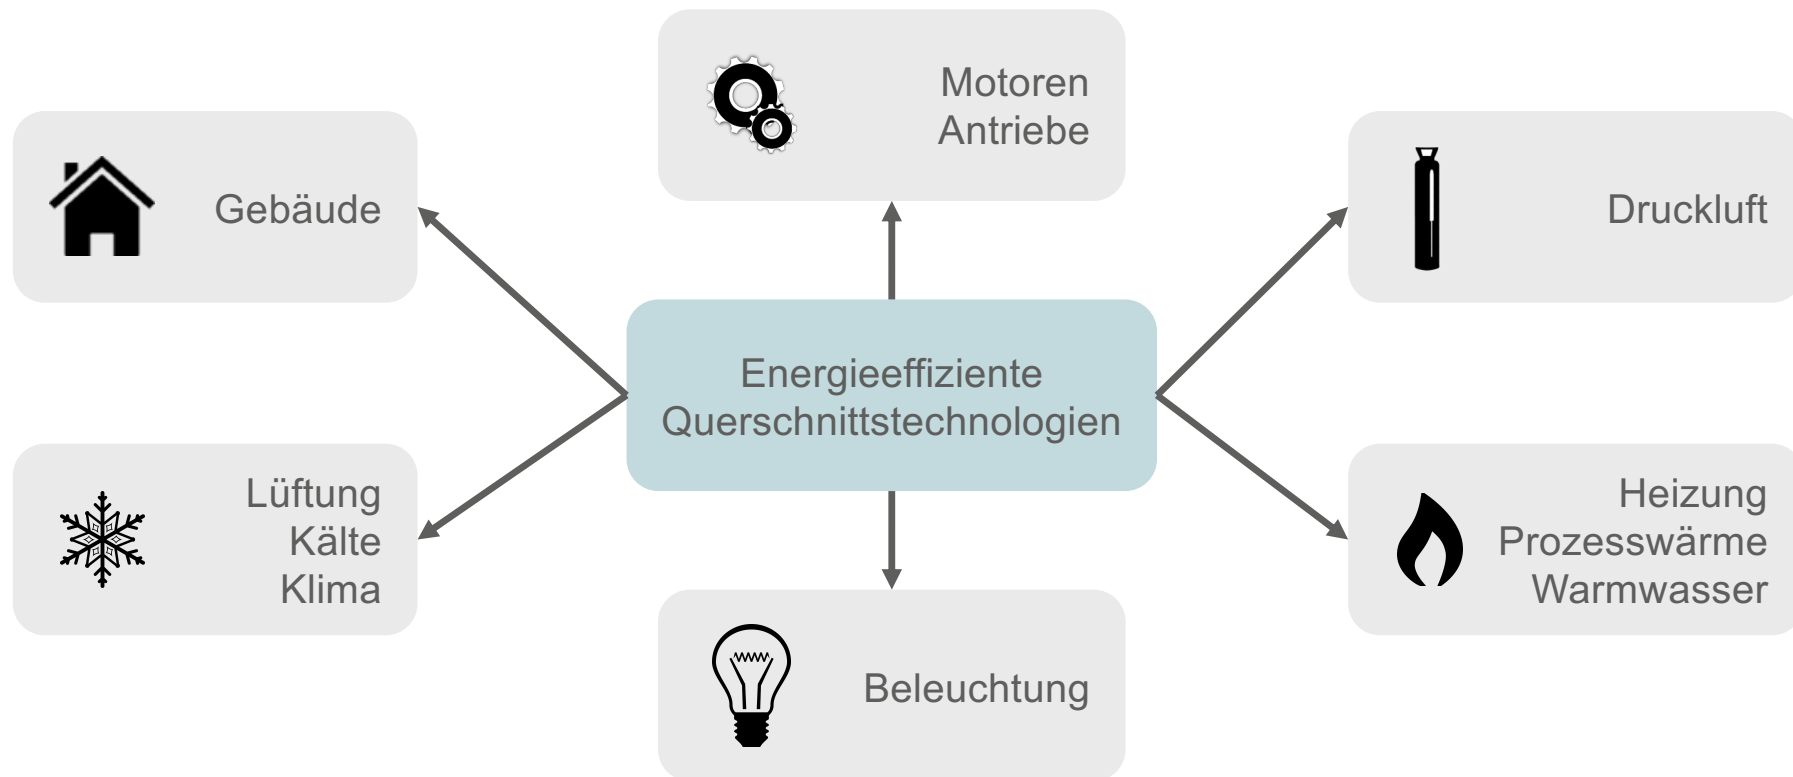 Motoren
Antriebe
Gebäude
Druckluft
Energieeffiziente
Querschnittstechnologien
Lüftung
Kälte
Klima
Heizung
Prozesswärme
Warmwasser
Beleuchtung